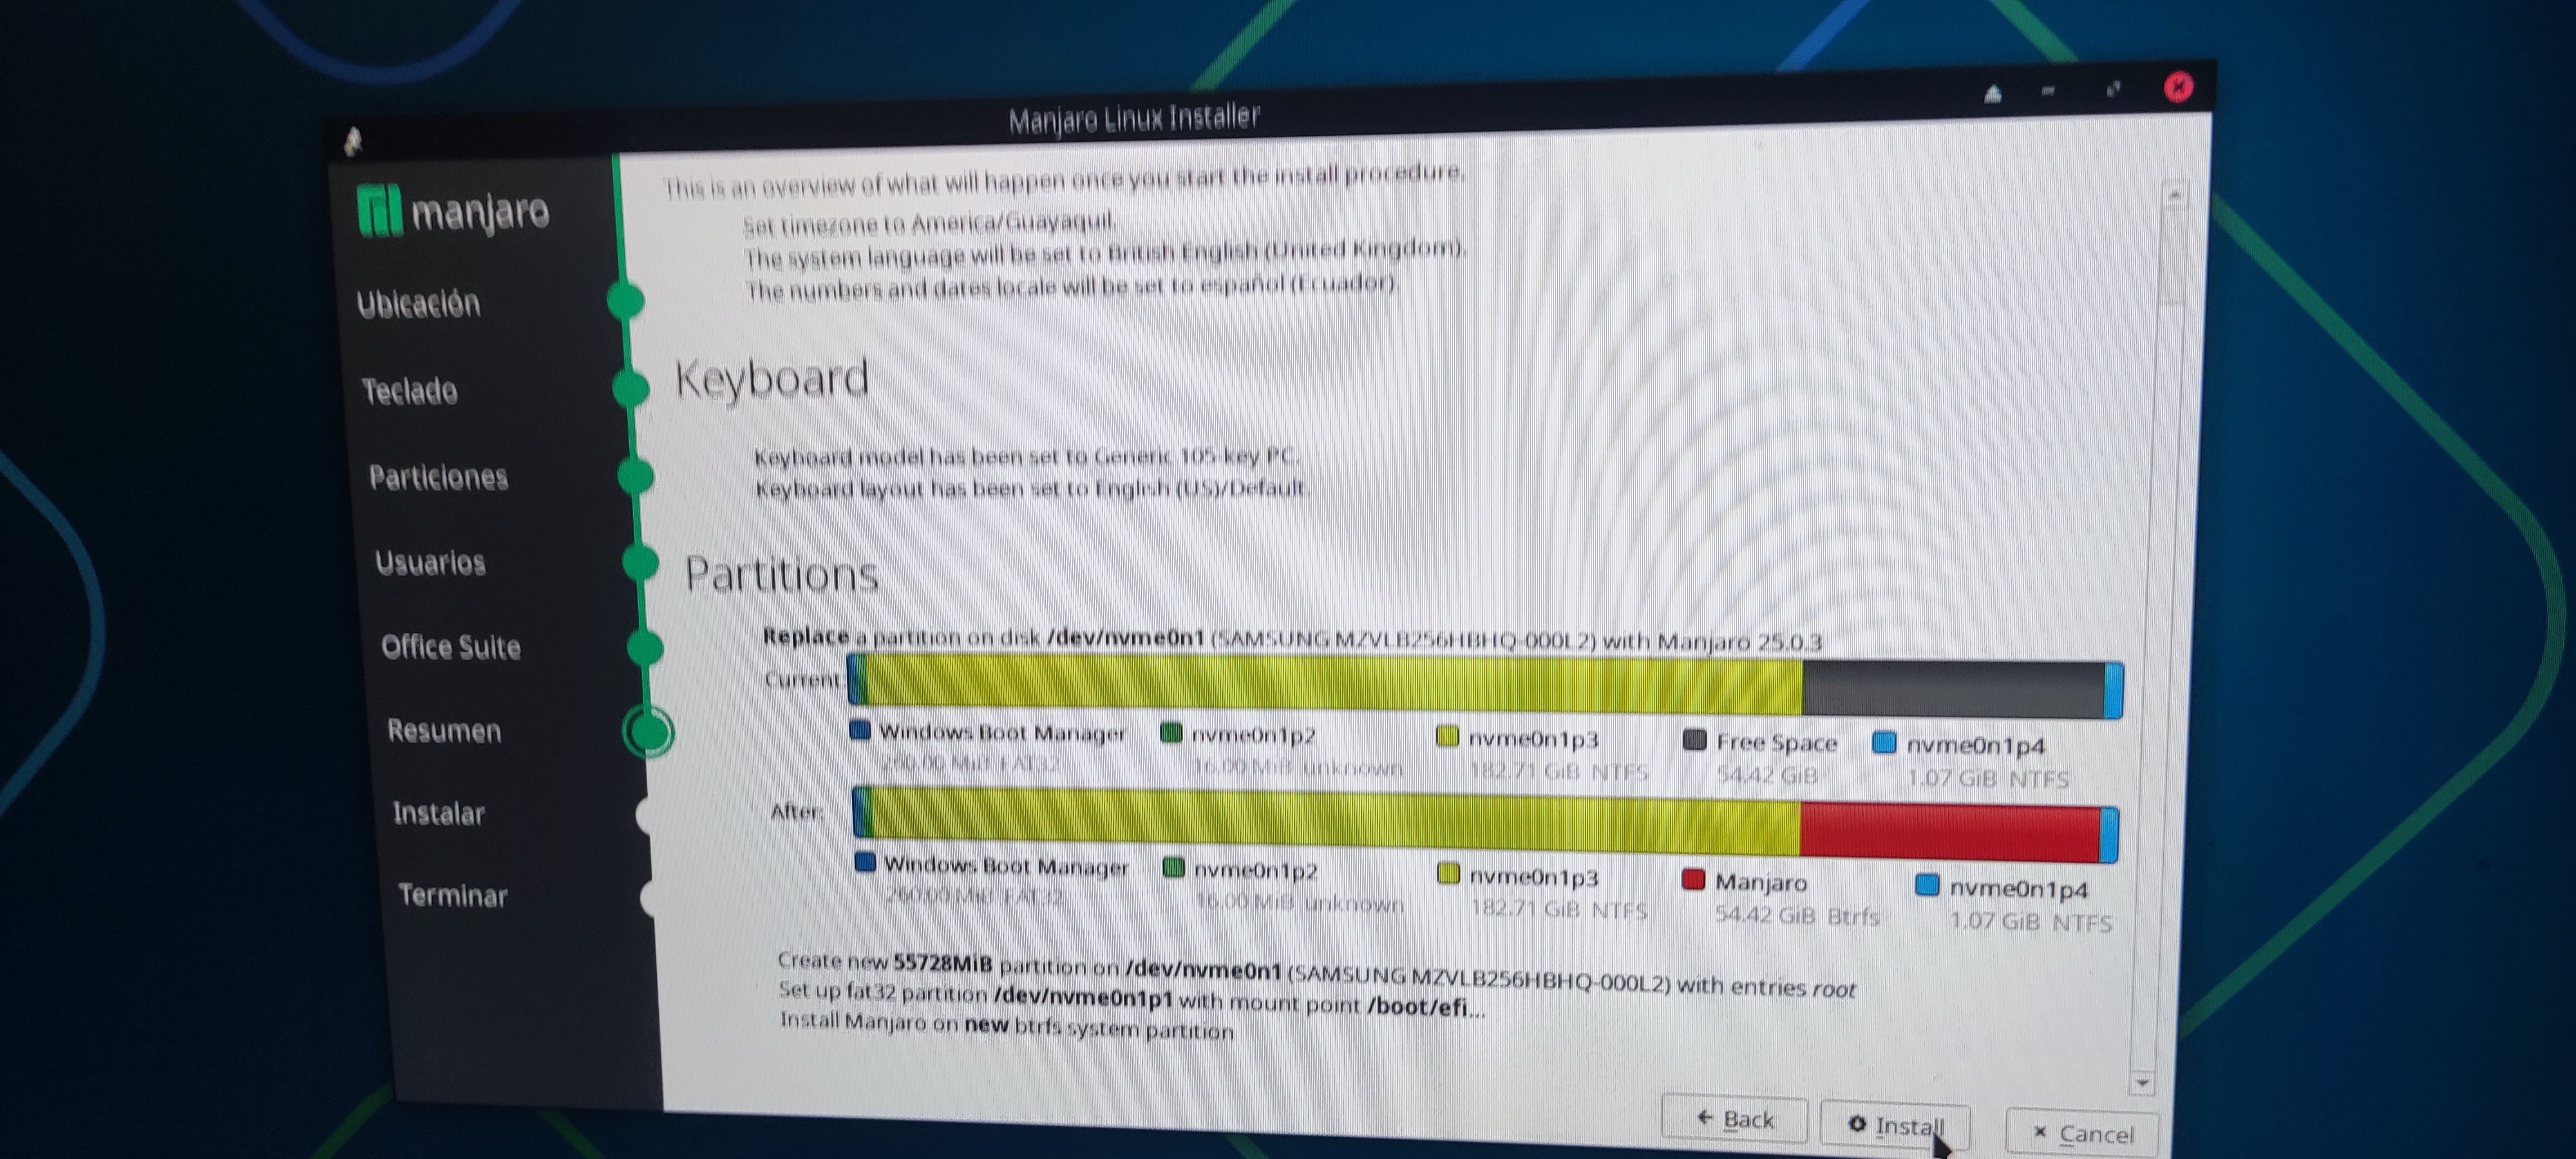 Manjaro Linux Installer
manjaro
Ubicación
Teclado
Particiones
Usuarios
Office Suite
Resumen
Instalar
Terminar
This is an overview of what will happen once you start the install procedure.
Set timezone to America/Guayaquil.
The system language will be set to British English (United Kingdom).
The numbers and dates locale will be set to español (Ecuador).
Keyboard
Keyboard model has been set to Generic 105-key PC.
Keyboard layout has been set to English (US)/Default.
Partitions
Replace a partition on disk /dev/nvme0n1 (SAMSUNG MZVLB256HBHQ-000L2) with Manjaro 25.0.3
Current:
Windows Boot Manager nvme0n1p2 nvme0n1p3 Free Space nvme0n1p4
260.00 MiB FAT32 16.00 MiB unknown 182.71 GiB NTFS 54.42 GiB 1.07 GiB NTFS
After:
Windows Boot Manager nvme0n1p2 nvme0n1p3 Manjaro nvme0n1p4
260.00 MiB FAT32 16.00 MiB unknown 182.71 GiB NTFS 54.42 GiB Btrfs 1.07 GiB NTFS
Create new 55728MiB partition on /dev/nvme0n1 (SAMSUNG MZVLB256HBHQ-000L2) with entries root
Set up fat32 partition /dev/nvme0n1p1 with mount point /boot/efi...
Install Manjaro on new btrfs system partition
Back Install Cancel